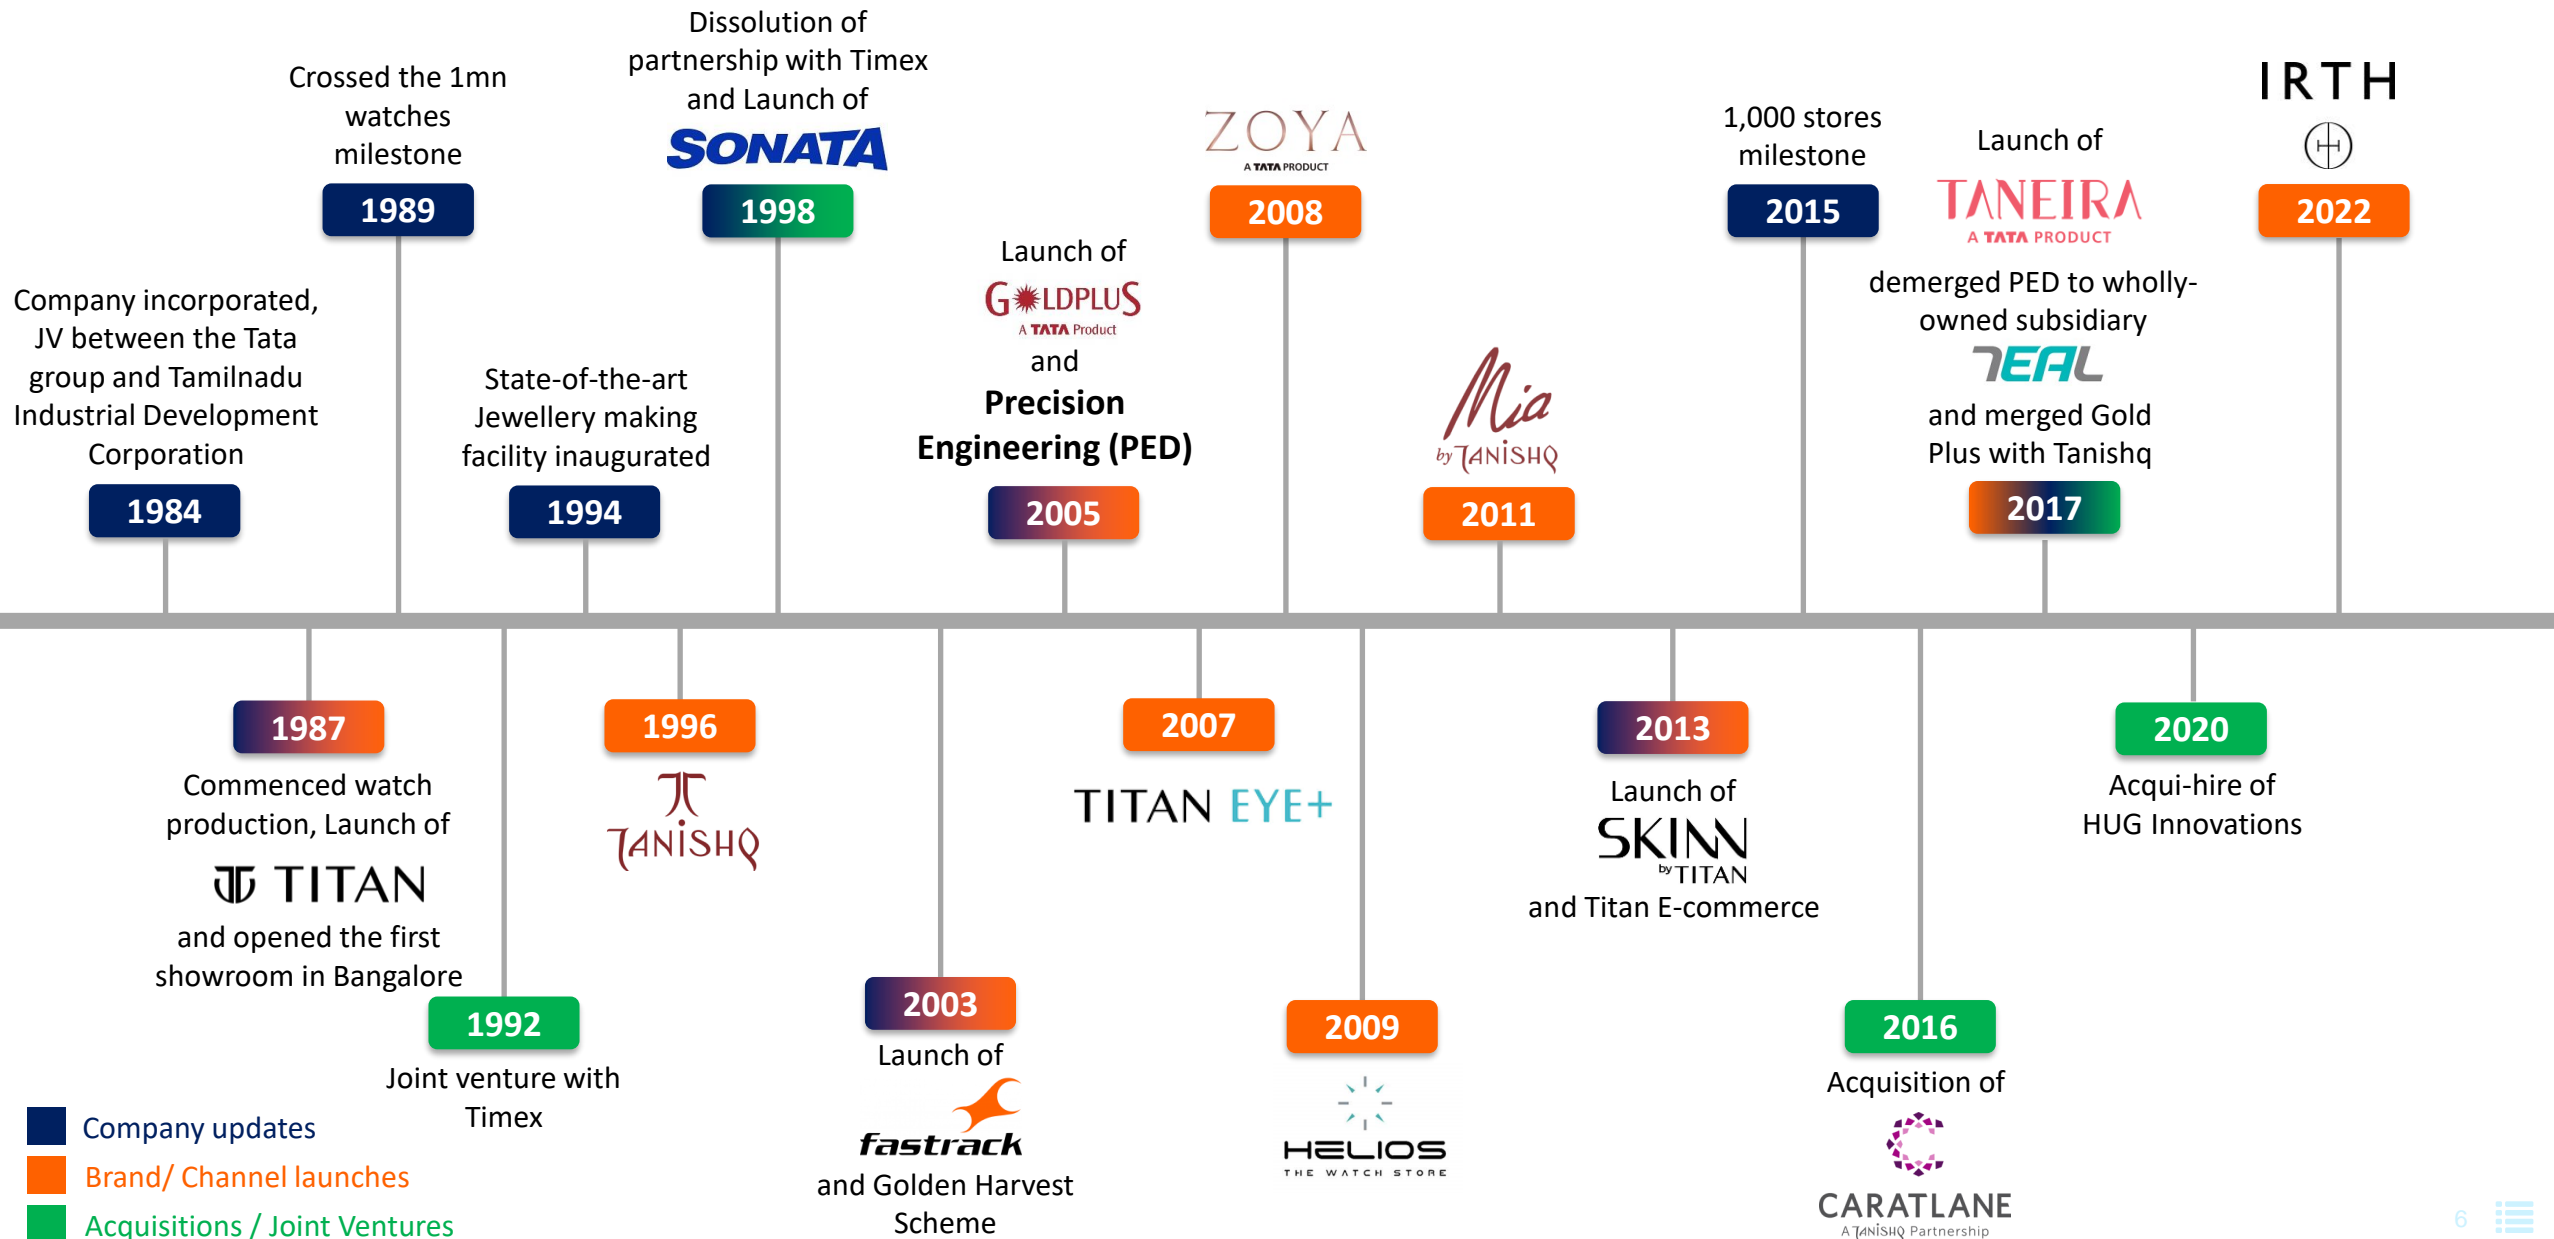 Company incorporated,
JV between the Tata
group and Tamilnadu
Industrial Development
Corporation
1984
1987
Commenced watch
production, Launch of
TITAN
and opened the first
showroom in Bangalore
Crossed the 1mn
watches
milestone
1989
1992
Joint venture with
Timex
State-of-the-art
Jewellery making
facility inaugurated
1994
1996
TANISHQ
Dissolution of
partnership with Timex
and Launch of
SONATA
1998
2003
Launch of
fastrack
and Golden Harvest
Scheme
Launch of
GOLDPLUS
A TATA Product
and
Precision
Engineering (PED)
2005
2007
TITAN EYE+
ZOYA
A TATA PRODUCT
2008
2009
HELIOS
THE WATCH STORE
Mia
by TANISHQ
2011
2013
Launch of
SKINN
by TITAN
and Titan E-commerce
1,000 stores
milestone
2015
2016
Acquisition of
CARATLANE
A TANISHQ Partnership
Launch of
TANEIRA
A TATA PRODUCT
demerged PED to wholly-
owned subsidiary
TEAL
and merged Gold
Plus with Tanishq
2017
2020
Acqui-hire of
HUG Innovations
IRTH
2022
Company updates
Brand/ Channel launches
Acquisitions / Joint Ventures
6